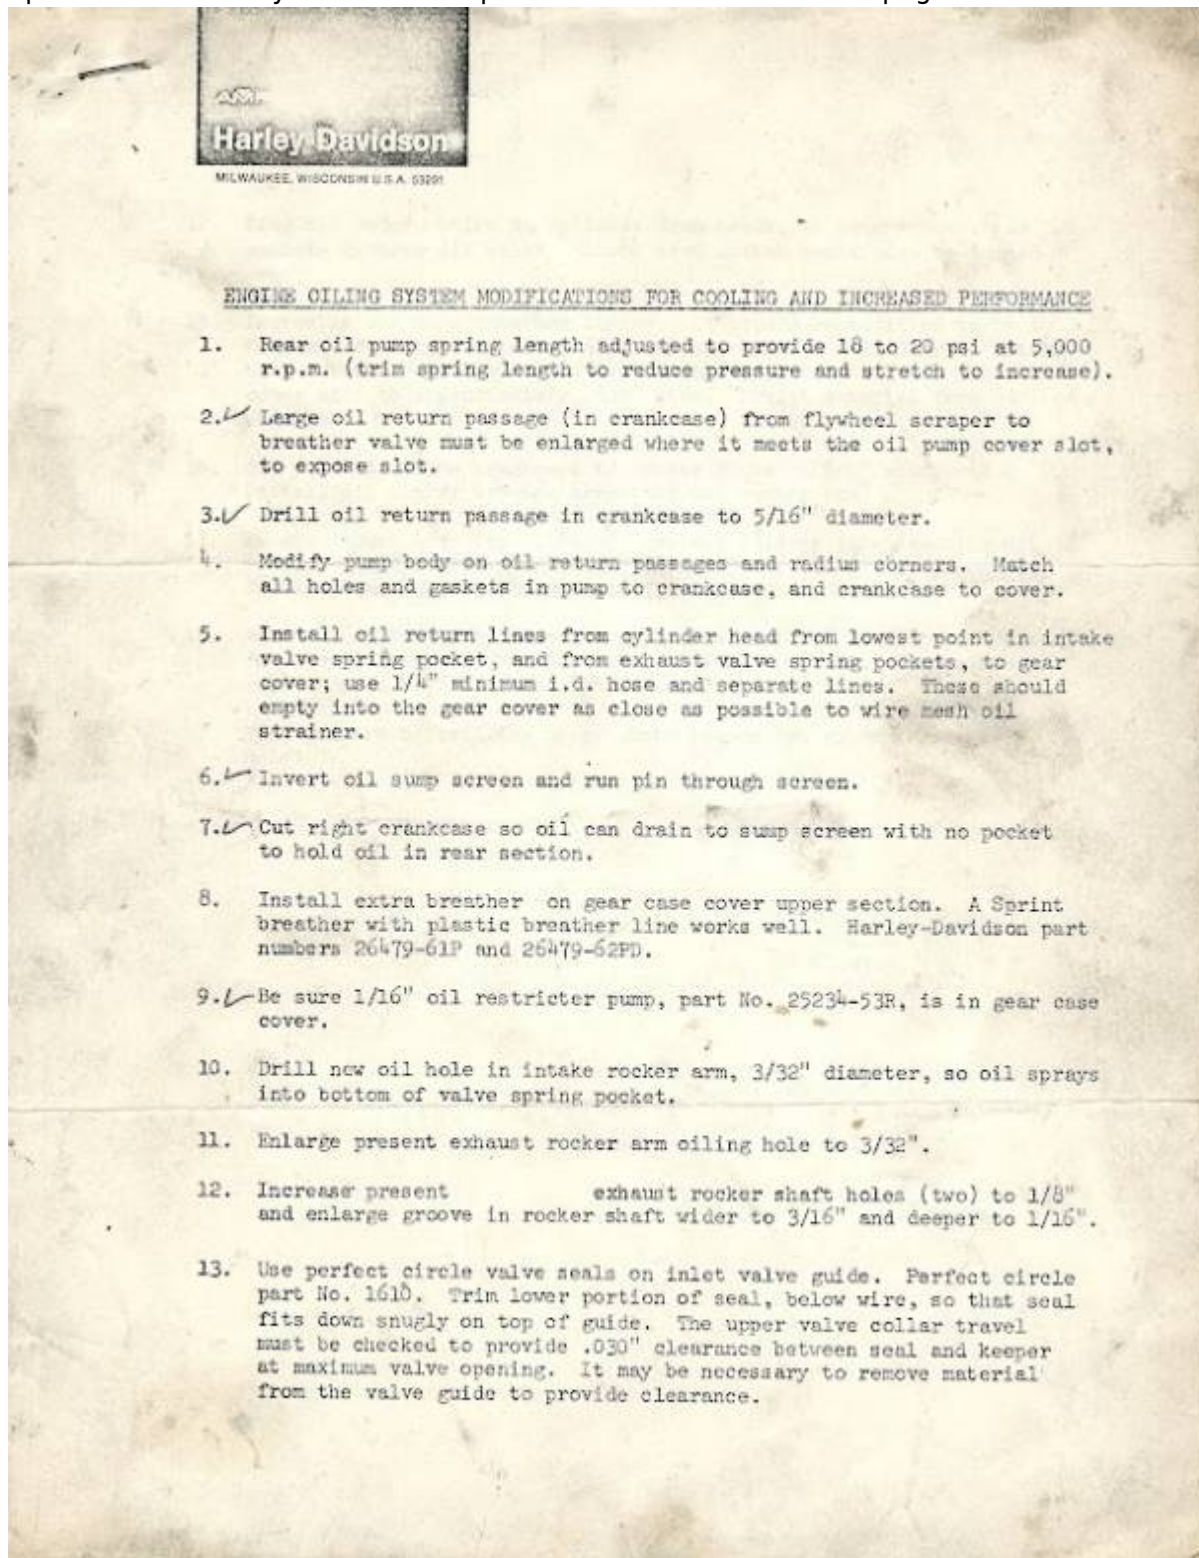 AMF
Harley-Davidson
MILWAUKEE, WISCONSIN U.S.A. 53201
ENGINE OILING SYSTEM MODIFICATIONS FOR COOLING AND INCREASED PERFORMANCE
1. Rear oil pump spring length adjusted to provide 18 to 20 psi at 5,000
r.p.m. (trim spring length to reduce pressure and stretch to increase).
2. Large oil return passage (in crankcase) from flywheel scraper to
breather valve must be enlarged where it meets the oil pump cover slot,
to expose slot.
3. Drill oil return passage in crankcase to 5/16" diameter.
4. Modify pump body on oil return passages and radius corners. Match
all holes and gaskets in pump to crankcase, and crankcase to cover.
5. Install oil return lines from cylinder head from lowest point in intake
valve spring pocket, and from exhaust valve spring pockets, to gear
cover; use 1/4" minimum i.d. hose and separate lines. These should
empty into the gear cover as close as possible to wire mesh oil
strainer.
6. Invert oil sump screen and run pin through screen.
7. Cut right crankcase so oil can drain to sump screen with no pocket
to hold oil in rear section.
8. Install extra breather on gear case cover upper section. A Sprint
breather with plastic breather line works well. Harley-Davidson part
numbers 26479-61P and 26479-62PD.
9. Be sure 1/16" oil restricter pump, part No. 25234-53R, is in gear case
cover.
10. Drill new oil hole in intake rocker arm, 3/32" diameter, so oil sprays
into bottom of valve spring pocket.
11. Enlarge present exhaust rocker arm oiling hole to 3/32".
12. Increase present exhaust rocker shaft holes (two) to 1/8"
and enlarge groove in rocker shaft wider to 3/16" and deeper to 1/16".
13. Use perfect circle valve seals on inlet valve guide. Perfect circle
part No. 1610. Trim lower portion of seal, below wire, so that seal
fits down snugly on top of guide. The upper valve collar travel
must be checked to provide .030" clearance between seal and keeper
at maximum valve opening. It may be necessary to remove material
from the valve guide to provide clearance.